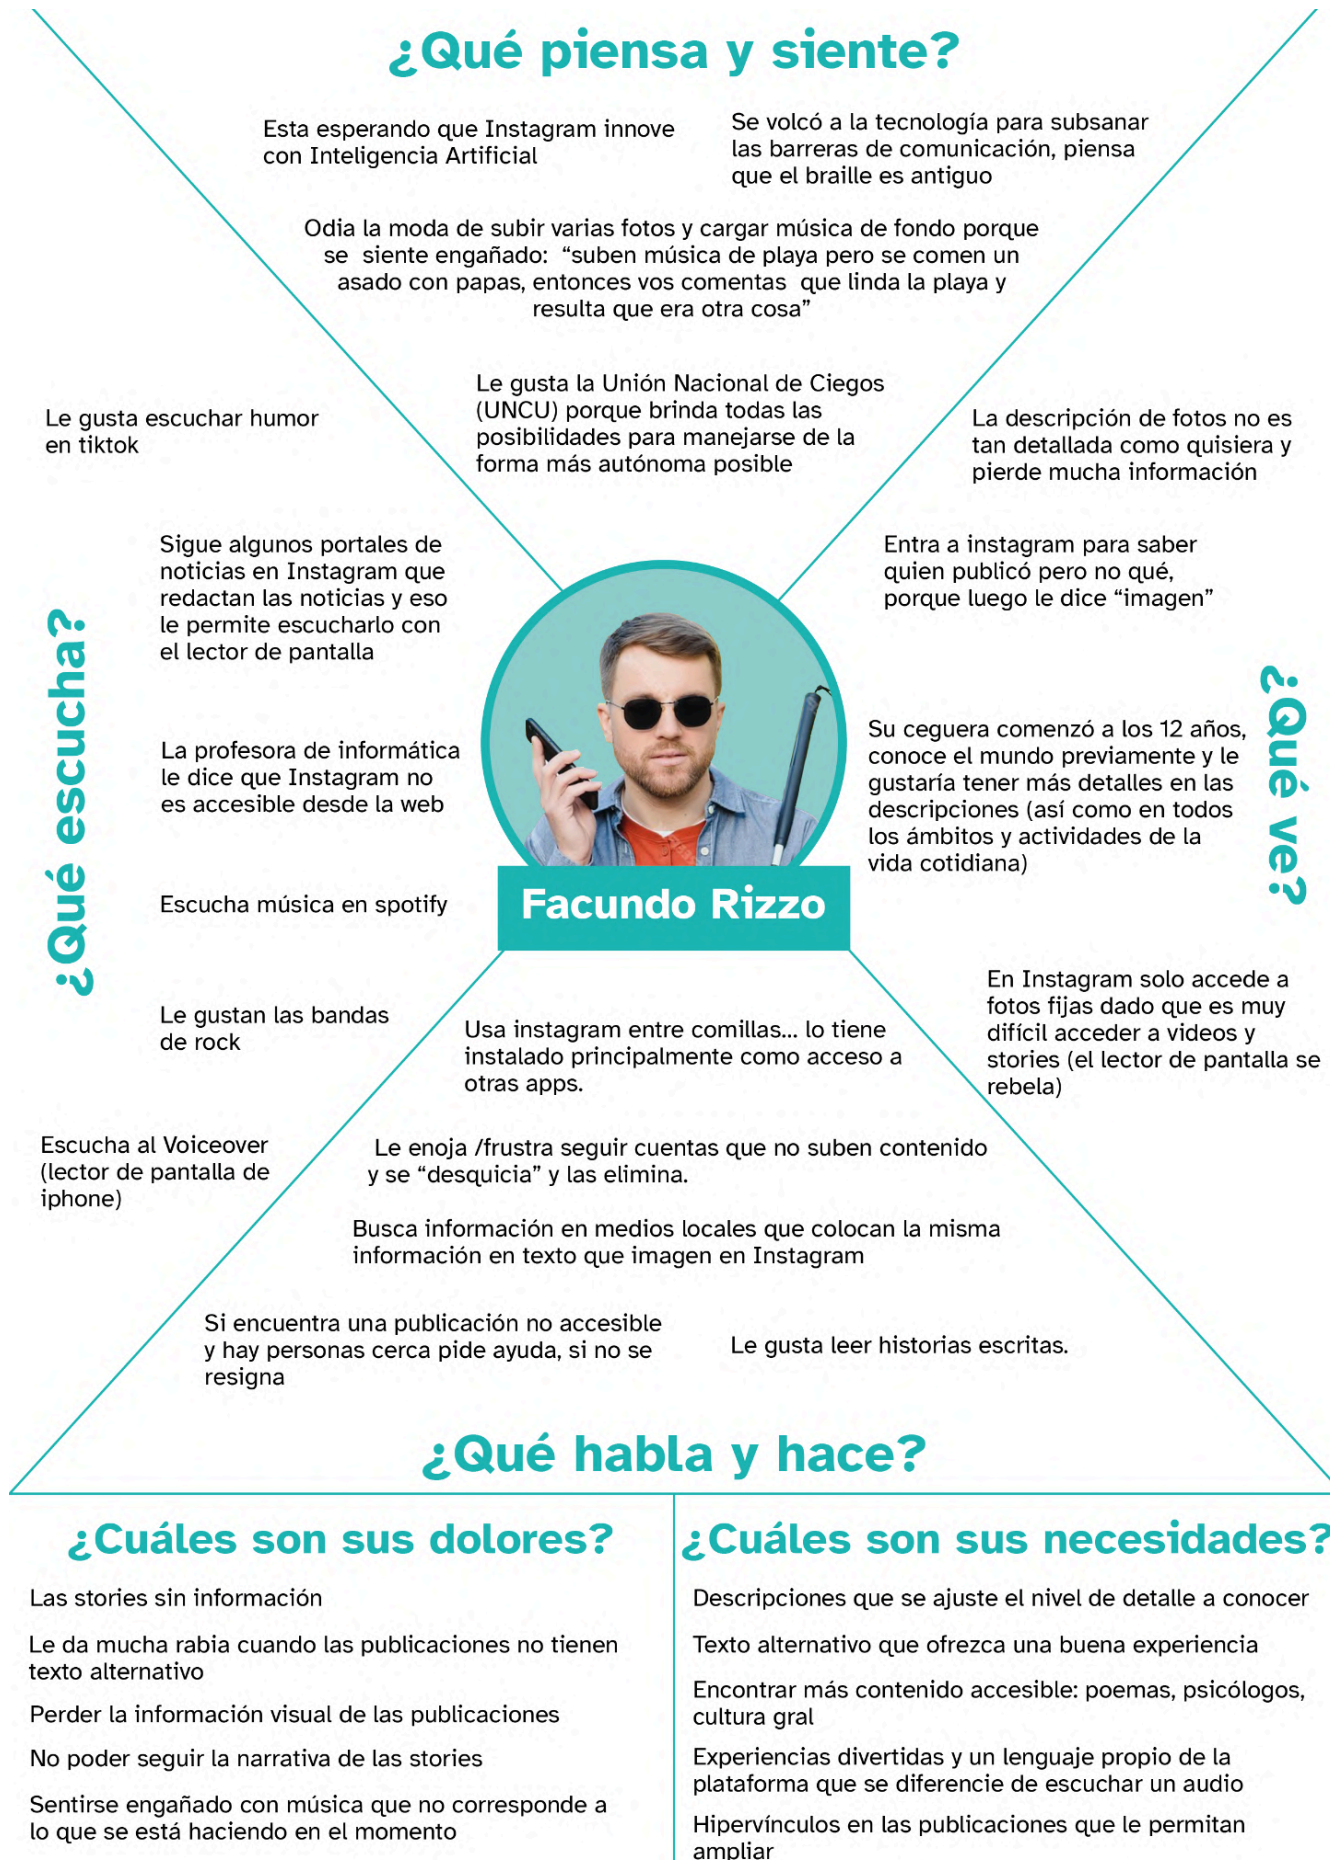 ¿Qué piensa y siente?
Esta esperando que Instagram innove
con Inteligencia Artificial
Se volcó a la tecnología para subsanar
las barreras de comunicación, piensa
que el braille es antiguo
Odia la moda de subir varias fotos y cargar música de fondo porque
se siente engañado: “suben música de playa pero se comen un
asado con papas, entonces vos comentas que linda la playa y
resulta que era otra cosa”
Le gusta la Unión Nacional de Ciegos
(UNCU) porque brinda todas las
posibilidades para manejarse de la
forma más autónoma posible
¿Qué escucha?
Le gusta escuchar humor
en tiktok
Sigue algunos portales de
noticias en Instagram que
redactan las noticias y eso
le permite escucharlo con
el lector de pantalla
La profesora de informática
le dice que Instagram no
es accesible desde la web
Escucha música en spotify
Le gustan las bandas
de rock
Escucha al Voiceover
(lector de pantalla de
iphone)
Facundo Rizzo
¿Qué ve?
La descripción de fotos no es
tan detallada como quisiera y
pierde mucha información
Entra a instagram para saber
quien publicó pero no qué,
porque luego le dice “imagen”
Su ceguera comenzó a los 12 años,
conoce el mundo previamente y le
gustaría tener más detalles en las
descripciones (así como en todos
los ámbitos y actividades de la
vida cotidiana)
En Instagram solo accede a
fotos fijas dado que es muy
difícil acceder a videos y
stories (el lector de pantalla se
rebela)
Usa instagram entre comillas... lo tiene
instalado principalmente como acceso a
otras apps.
Le enoja /frustra seguir cuentas que no suben contenido
y se “desquicia” y las elimina.
Busca información en medios locales que colocan la misma
información en texto que imagen en Instagram
Si encuentra una publicación no accesible
y hay personas cerca pide ayuda, si no se
resigna
Le gusta leer historias escritas.
¿Qué habla y hace?
¿Cuáles son sus dolores?
Las stories sin información
Le da mucha rabia cuando las publicaciones no tienen
texto alternativo
Perder la información visual de las publicaciones
No poder seguir la narrativa de las stories
Sentirse engañado con música que no corresponde a
lo que se está haciendo en el momento
¿Cuáles son sus necesidades?
Descripciones que se ajuste el nivel de detalle a conocer
Texto alternativo que ofrezca una buena experiencia
Encontrar más contenido accesible: poemas, psicólogos,
cultura gral
Experiencias divertidas y un lenguaje propio de la
plataforma que se diferencie de escuchar un audio
Hipervínculos en las publicaciones que le permitan
ampliar